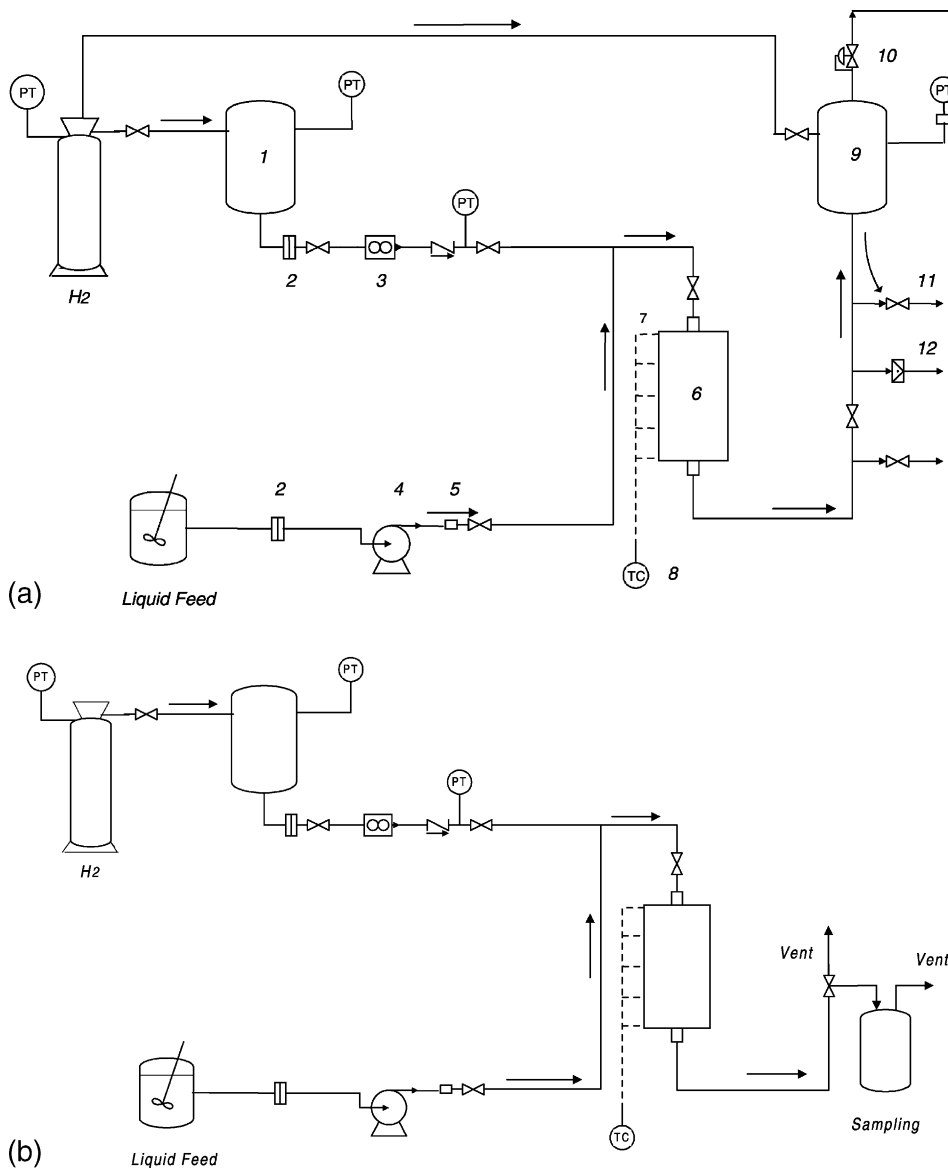 10
PT
PT
PT
1
9
PT
2
3
11
H2
7
12
6
2
4
5
TC
8
(a)
Liquid Feed
PT
PT
PT
H2
Vent
Vent
TC
Sampling
(b)
Liquid Feed